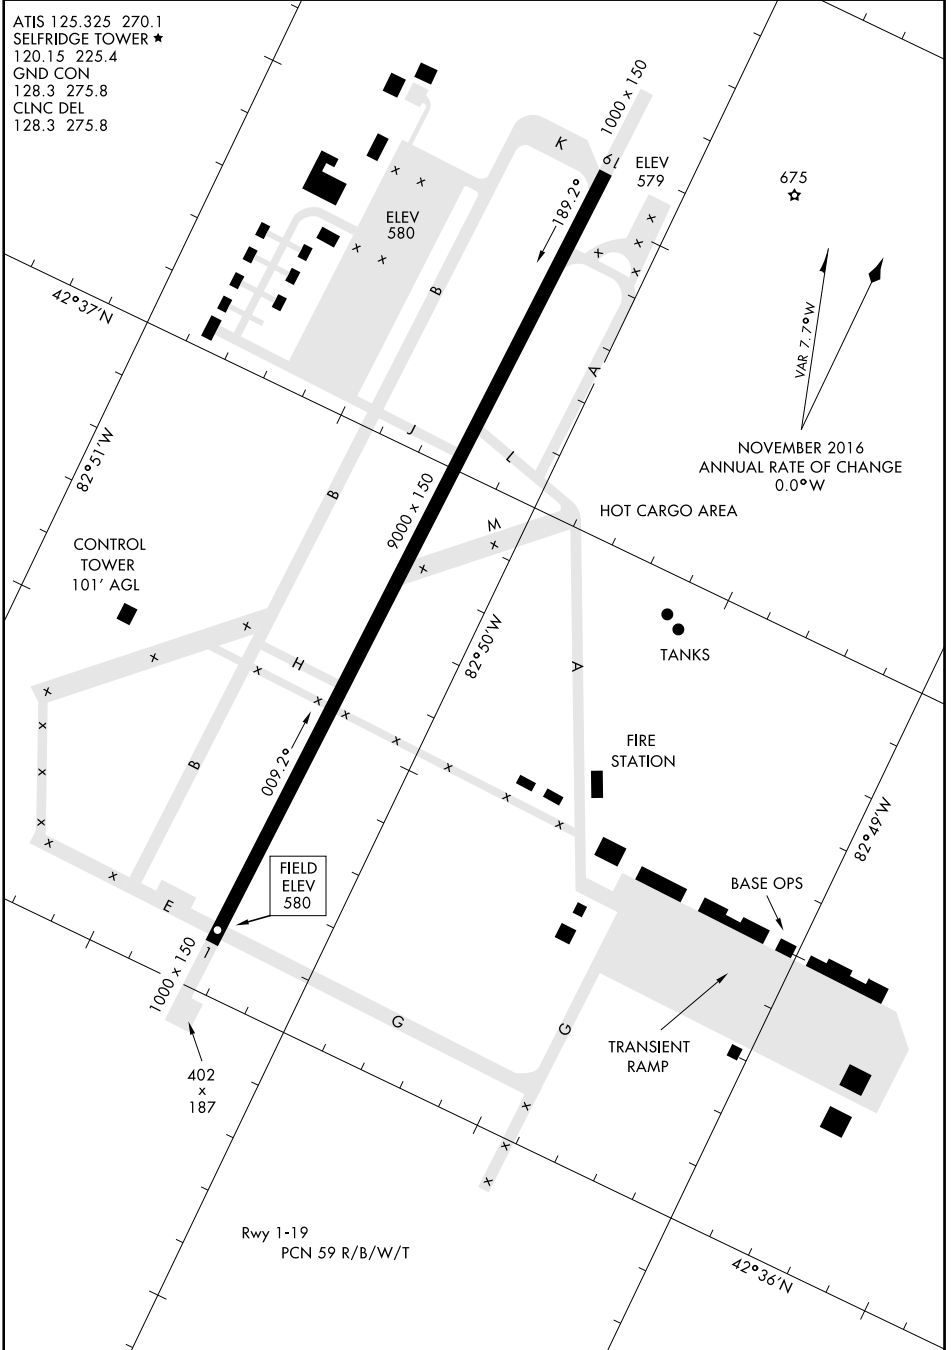 ATIS 125.325 270.1
SELFRIDGE TOWER ★
120.15 225.4
GND CON
128.3 275.8
CLNC DEL
128.3 275.8
1000 x 150
K
19
ELEV
579
675
189.2°
ELEV
580
B
42°37'N
VAR 7.7°W
A
J
L
82°51'W
NOVEMBER 2016
ANNUAL RATE OF CHANGE
0.0°W
B
9000 x 150
M
HOT CARGO AREA
CONTROL
TOWER
101' AGL
TANKS
82°50'W
H
A
009.2°
B
FIRE
STATION
82°49'W
FIELD
ELEV
580
BASE OPS
E
1
1000 x 150
G
G
TRANSIENT
RAMP
402
x
187
Rwy 1-19
PCN 59 R/B/W/T
42°36'N